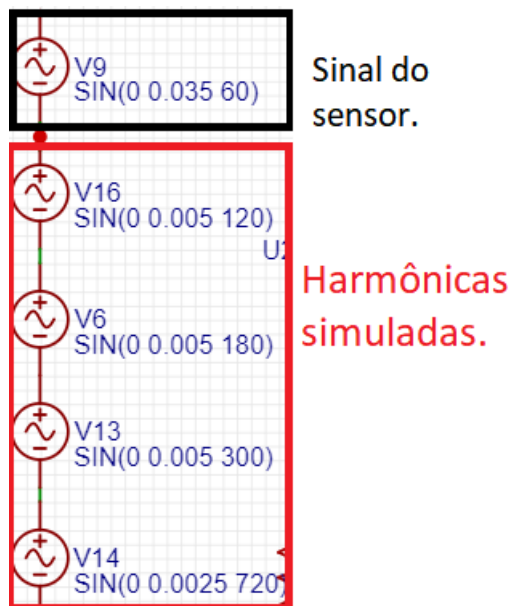 V9
SIN(0 0.035 60)
Sinal do
sensor.
V16
SIN(0 0.005 120)
Harmônicas
simuladas.
V6
SIN(0 0.005 180)
V13
SIN(0 0.005 300)
V14
SIN(0 0.0025 720)